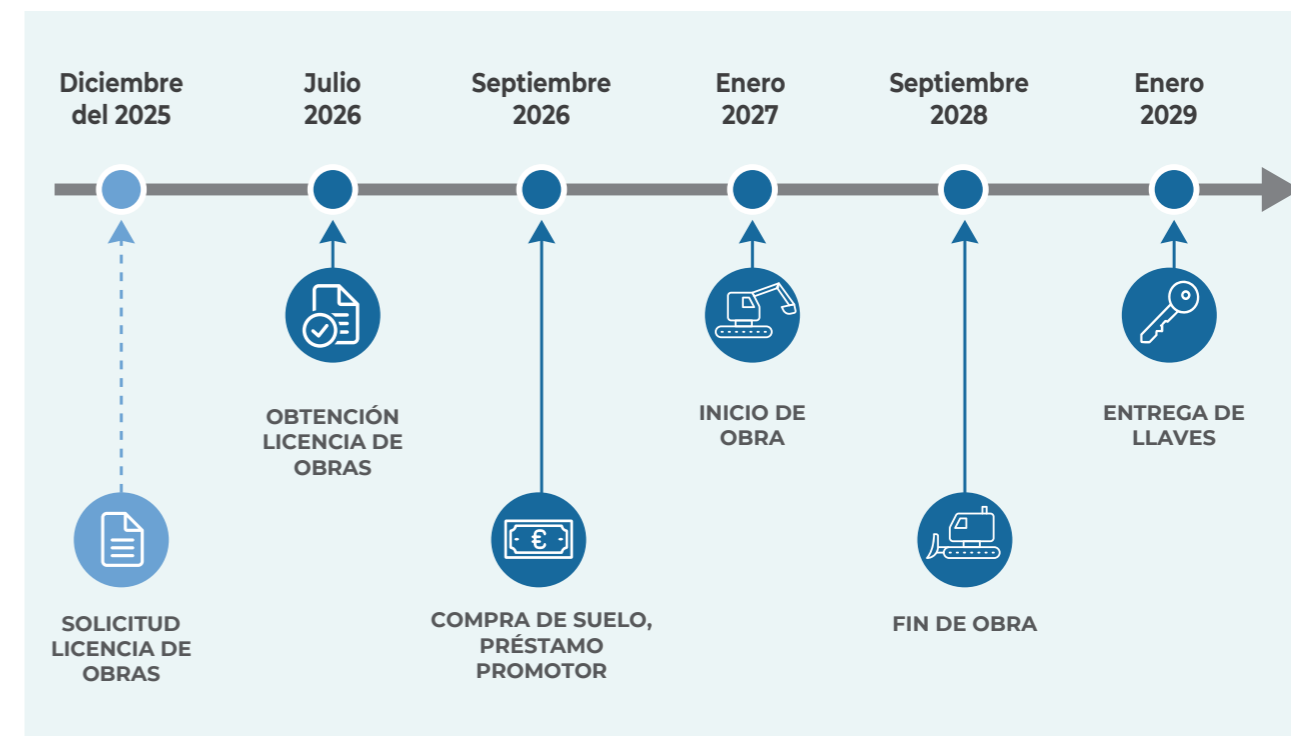 Diciembre
del 2025
Julio
2026
Septiembre
2026
Enero
2027
Septiembre
2028
Enero
2029
OBTENCIÓN
LICENCIA DE
OBRAS
INICIO DE
OBRA
ENTREGA DE
LLAVES
€
SOLICITUD
LICENCIA DE
OBRAS
COMPRA DE SUELO,
PRÉSTAMO
PROMOTOR
FIN DE OBRA